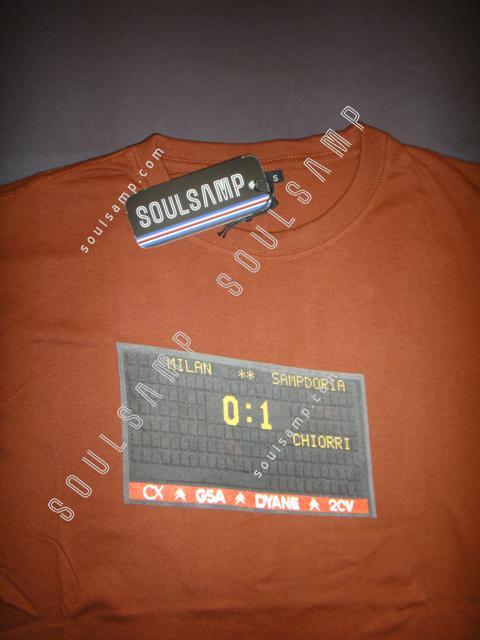 soulsamp.com
SOULSAMP
SOULSAMP
S
MILAN ** SAMPDORIA
0:1
CHIORRI
SOULSAMP
soulsamp.com
CX GSA DYANE 2CV